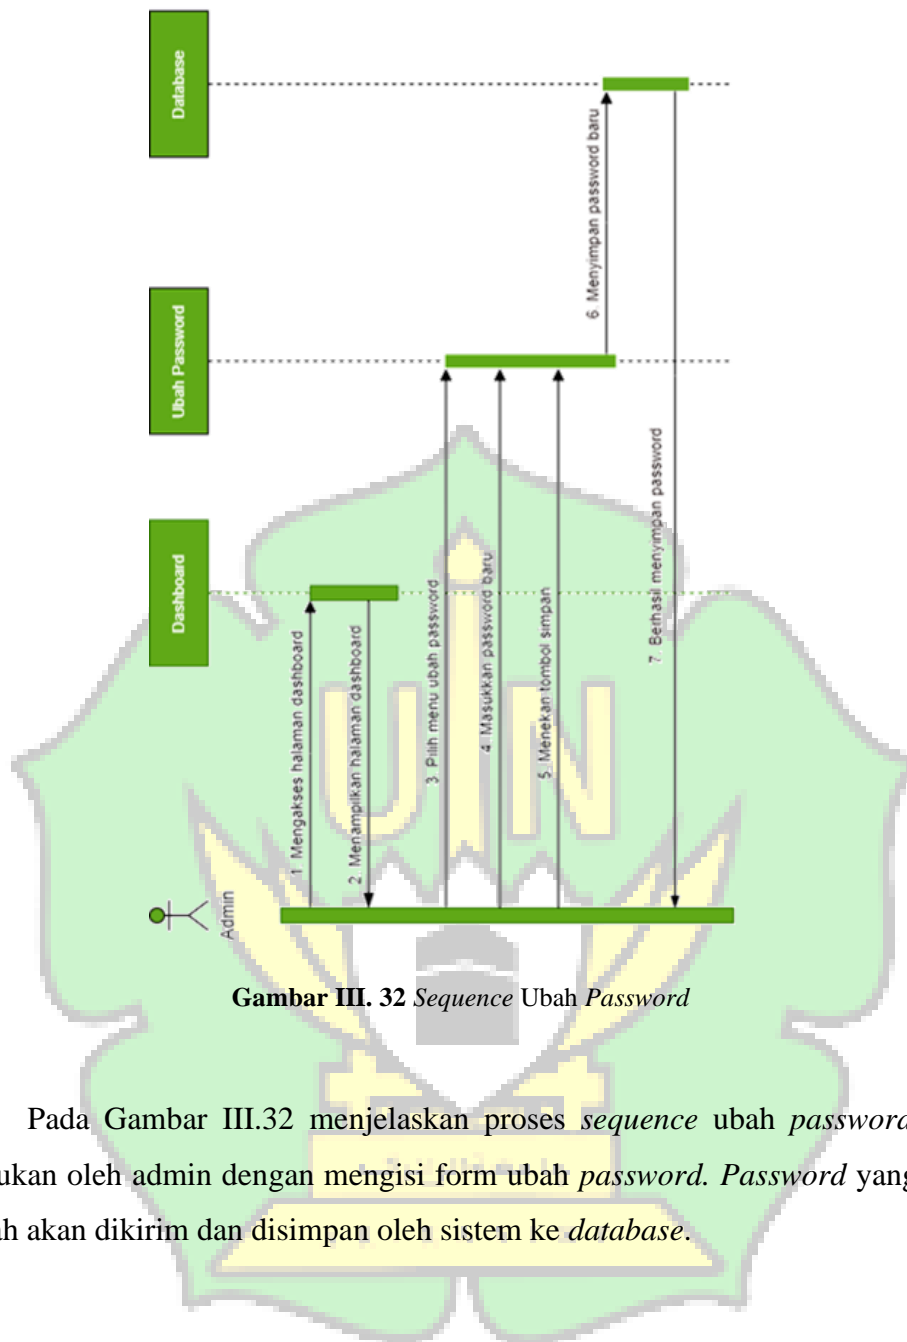 Database
Ubah Password
Dashboard
Admin
1. Mengakses halaman dashboard
2. Menampilkan halaman dashboard
3. Pilih menu ubah password
4. Masukkan password baru
5. Menekan tombol simpan
6. Menyimpan password baru
7. Berhasil menyimpan password
UIN
Gambar III. 32 Sequence Ubah Password
Pada Gambar III.32 menjelaskan proses sequence ubah password
ukan oleh admin dengan mengisi form ubah password. Password yang
ah akan dikirim dan disimpan oleh sistem ke database.